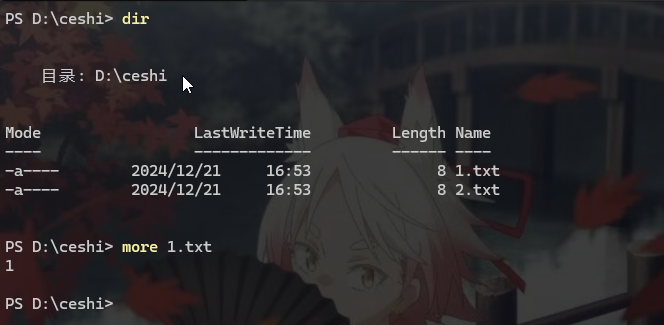 PS D:\ceshi> dir
目录: D:\ceshi
Mode                 LastWriteTime         Length Name
----                 -------------         ------ ----
-a----        2024/12/21     16:53              8 1.txt
-a----        2024/12/21     16:53              8 2.txt
PS D:\ceshi> more 1.txt
1
PS D:\ceshi>